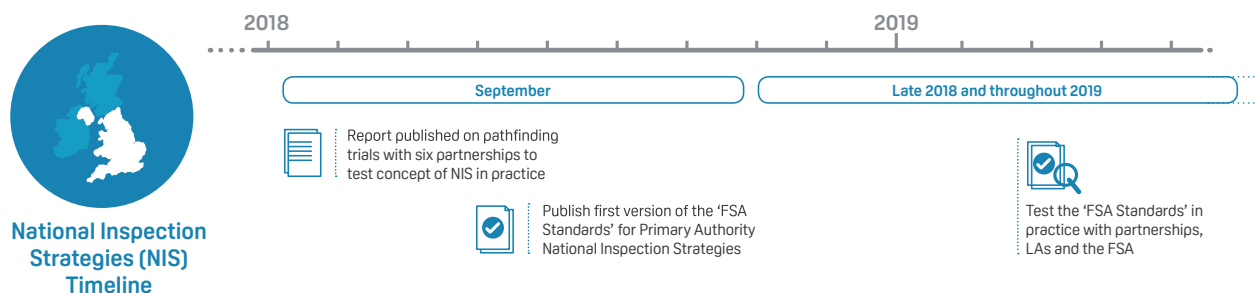 2018
2019
September
Late 2018 and throughout 2019
Report published on pathfinding
trials with six partnerships to
test concept of NIS in practice
Publish first version of the ‘FSA
Standards’ for Primary Authority
National Inspection Strategies
Test the ‘FSA Standards’ in
practice with partnerships,
LAs and the FSA
National Inspection
Strategies (NIS)
Timeline